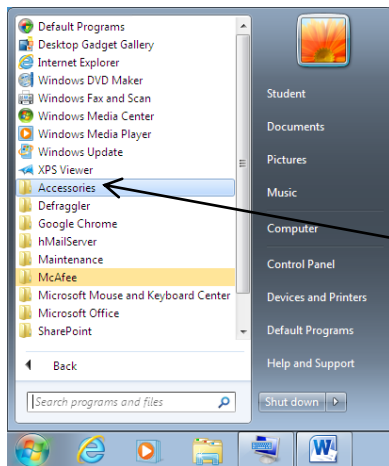 Default Programs
Desktop Gadget Gallery
Internet Explorer
Windows DVD Maker
Windows Fax and Scan
Windows Media Center
Windows Media Player
Windows Update
XPS Viewer
Accessories
Defraggler
Google Chrome
hMailServer
Maintenance
McAfee
Microsoft Mouse and Keyboard Center
Microsoft Office
SharePoint
Back
Search programs and files
Student
Documents
Pictures
Music
Computer
Control Panel
Devices and Printers
Default Programs
Help and Support
Shut down
W